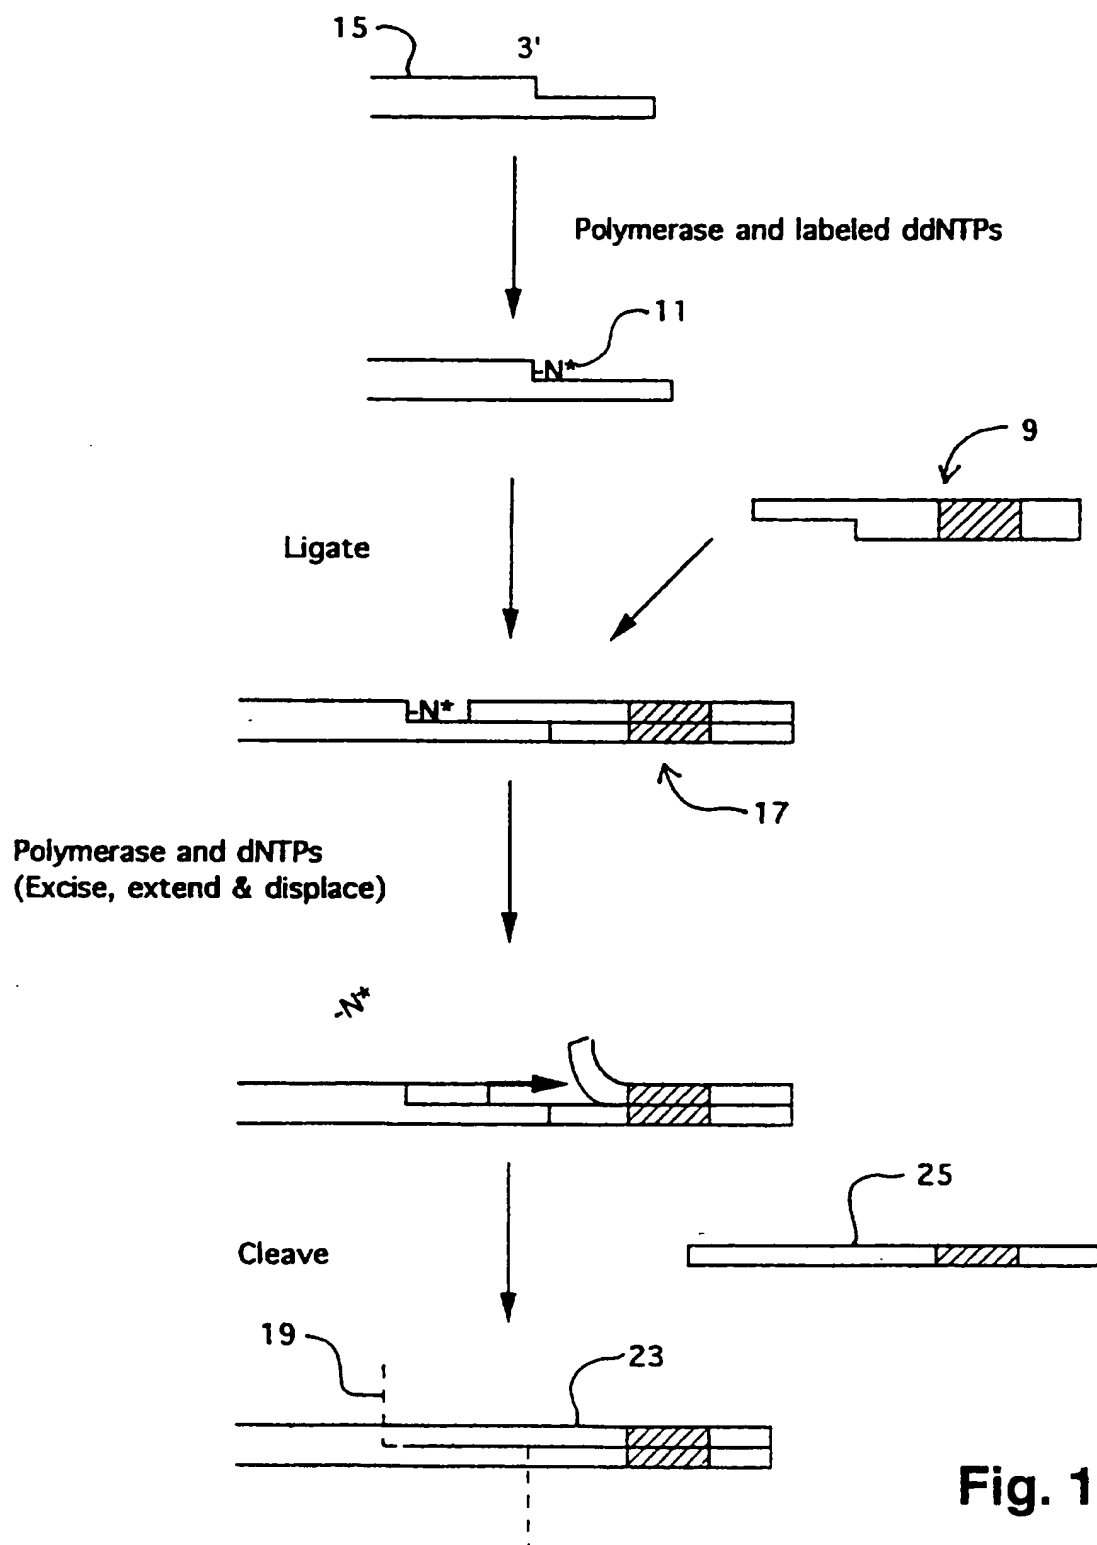 15
3'
Polymerase and labeled ddNTPs
11
-N*
9
Ligate
-N*
17
Polymerase and dNTPs
(Excise, extend & displace)
-N*
25
Cleave
19
23
Fig. 1